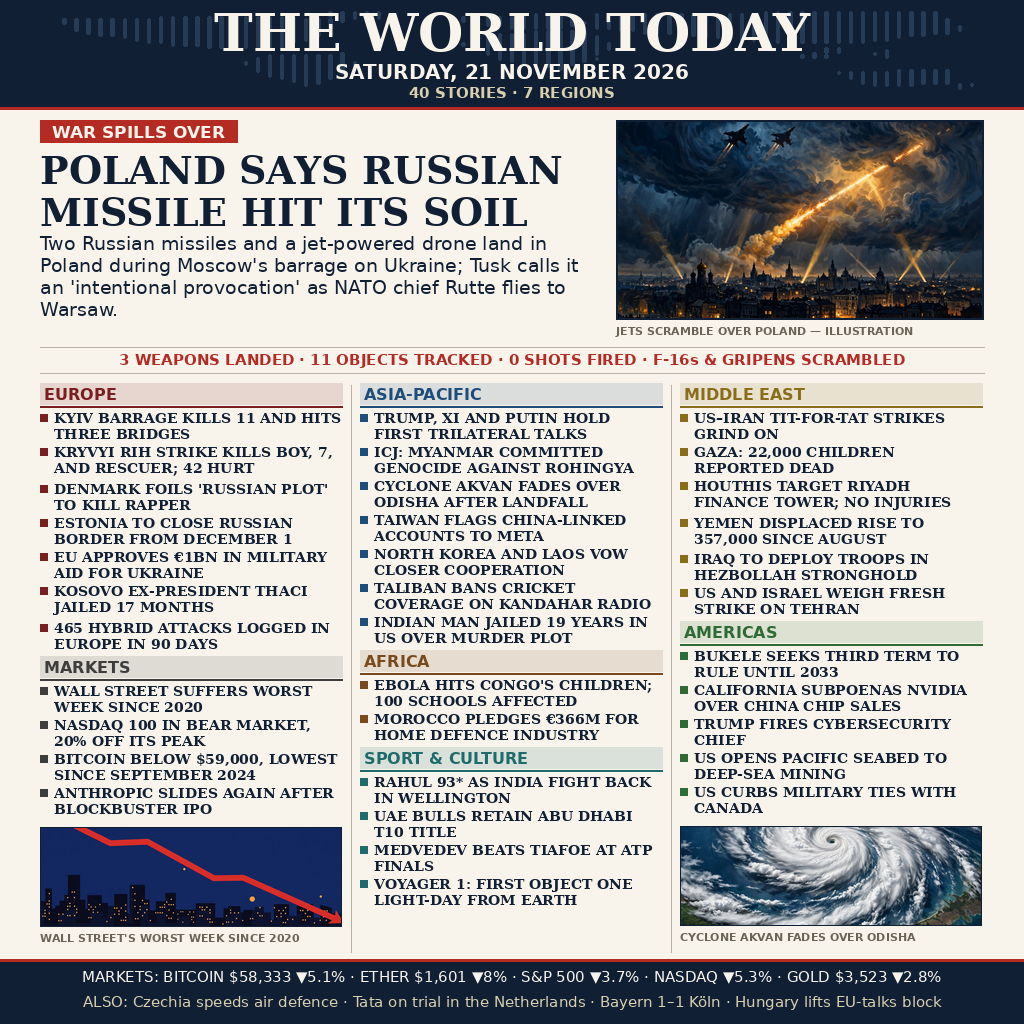 THE WORLD TODAY
SATURDAY, 21 NOVEMBER 2026
40 STORIES · 7 REGIONS
WAR SPILLS OVER
POLAND SAYS RUSSIAN
MISSILE HIT ITS SOIL
Two Russian missiles and a jet-powered drone land in
Poland during Moscow's barrage on Ukraine; Tusk calls it
an 'intentional provocation' as NATO chief Rutte flies to
Warsaw.
JETS SCRAMBLE OVER POLAND — ILLUSTRATION
3 WEAPONS LANDED · 11 OBJECTS TRACKED · 0 SHOTS FIRED · F-16s & GRIPENS SCRAMBLED
EUROPE
KYIV BARRAGE KILLS 11 AND HITS
THREE BRIDGES
KRYVYI RIH STRIKE KILLS BOY, 7,
AND RESCUER; 42 HURT
DENMARK FOILS 'RUSSIAN PLOT'
TO KILL RAPPER
ESTONIA TO CLOSE RUSSIAN
BORDER FROM DECEMBER 1
EU APPROVES €1BN IN MILITARY
AID FOR UKRAINE
KOSOVO EX-PRESIDENT THACI
JAILED 17 MONTHS
465 HYBRID ATTACKS LOGGED IN
EUROPE IN 90 DAYS
MARKETS
WALL STREET SUFFERS WORST
WEEK SINCE 2020
NASDAQ 100 IN BEAR MARKET,
20% OFF ITS PEAK
BITCOIN BELOW $59,000, LOWEST
SINCE SEPTEMBER 2024
ANTHROPIC SLIDES AGAIN AFTER
BLOCKBUSTER IPO
WALL STREET'S WORST WEEK SINCE 2020
ASIA-PACIFIC
TRUMP, XI AND PUTIN HOLD
FIRST TRILATERAL TALKS
ICJ: MYANMAR COMMITTED
GENOCIDE AGAINST ROHINGYA
CYCLONE AKVAN FADES OVER
ODISHA AFTER LANDFALL
TAIWAN FLAGS CHINA-LINKED
ACCOUNTS TO META
NORTH KOREA AND LAOS VOW
CLOSER COOPERATION
TALIBAN BANS CRICKET
COVERAGE ON KANDAHAR RADIO
INDIAN MAN JAILED 19 YEARS IN
US OVER MURDER PLOT
AFRICA
EBOLA HITS CONGO'S CHILDREN;
100 SCHOOLS AFFECTED
MOROCCO PLEDGES €366M FOR
HOME DEFENCE INDUSTRY
SPORT & CULTURE
RAHUL 93* AS INDIA FIGHT BACK
IN WELLINGTON
UAE BULLS RETAIN ABU DHABI
T10 TITLE
MEDVEDEV BEATS TIAFOE AT ATP
FINALS
VOYAGER 1: FIRST OBJECT ONE
LIGHT-DAY FROM EARTH
MIDDLE EAST
US–IRAN TIT-FOR-TAT STRIKES
GRIND ON
GAZA: 22,000 CHILDREN
REPORTED DEAD
HOUTHIS TARGET RIYADH
FINANCE TOWER; NO INJURIES
YEMEN DISPLACED RISE TO
357,000 SINCE AUGUST
IRAQ TO DEPLOY TROOPS IN
HEZBOLLAH STRONGHOLD
US AND ISRAEL WEIGH FRESH
STRIKE ON TEHRAN
AMERICAS
BUKELE SEEKS THIRD TERM TO
RULE UNTIL 2033
CALIFORNIA SUBPOENAS NVIDIA
OVER CHINA CHIP SALES
TRUMP FIRES CYBERSECURITY
CHIEF
US OPENS PACIFIC SEABED TO
DEEP-SEA MINING
US CURBS MILITARY TIES WITH
CANADA
CYCLONE AKVAN FADES OVER ODISHA
MARKETS: BITCOIN $58,333 ▼5.1% · ETHER $1,601 ▼8% · S&P 500 ▼3.7% · NASDAQ ▼5.3% · GOLD $3,523 ▼2.8%
ALSO: Czechia speeds air defence · Tata on trial in the Netherlands · Bayern 1–1 Köln · Hungary lifts EU-talks block